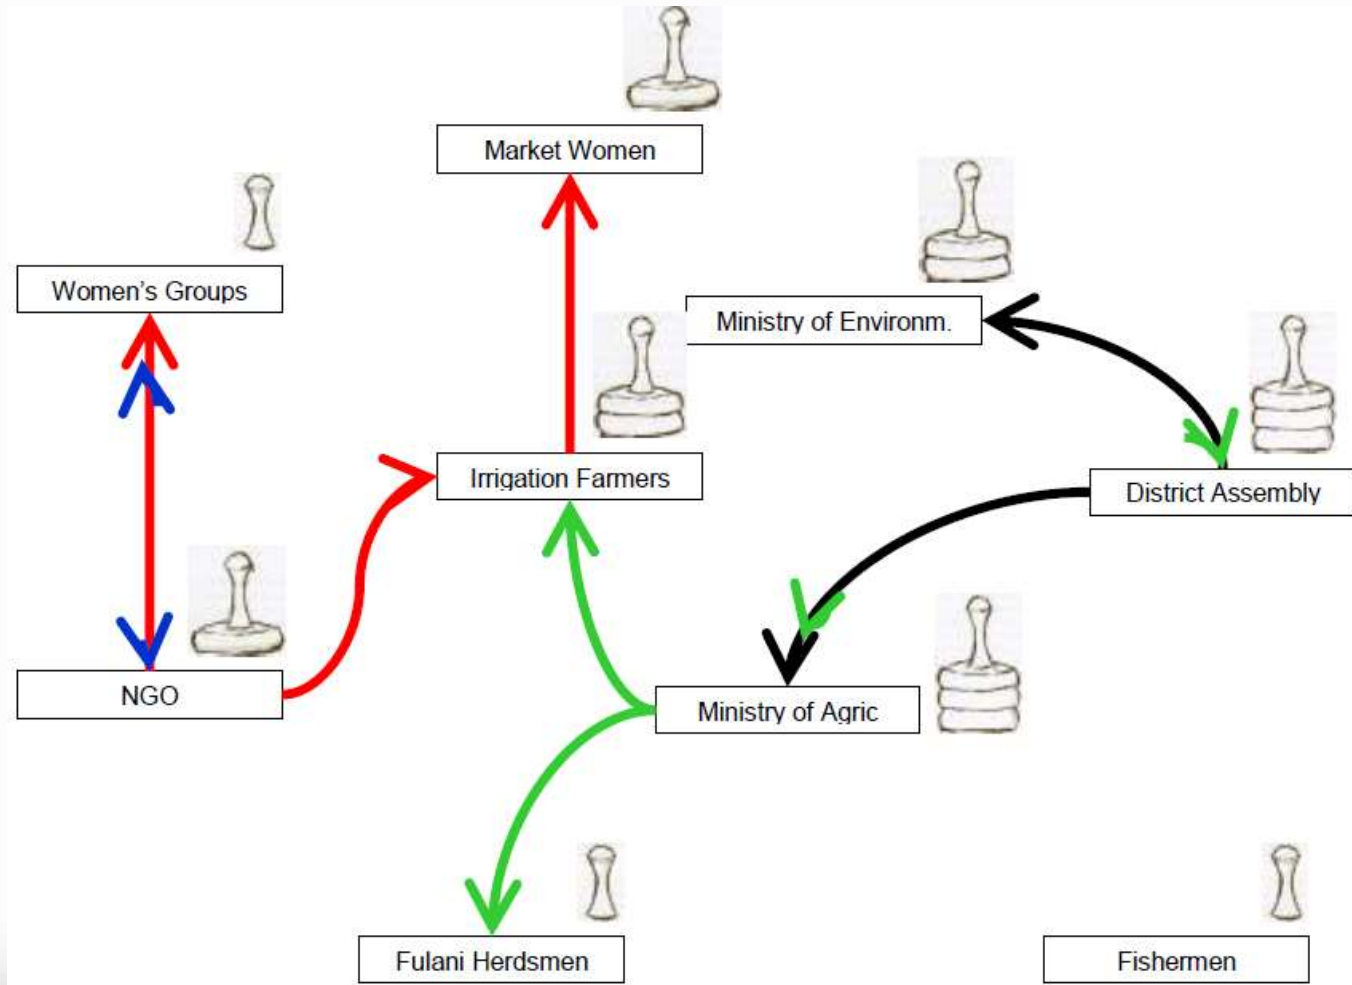 Market Women
Women's Groups
Ministry of Environm.
Irrigation Farmers
District Assembly
NGO
Ministry of Agric
Fulani Herdsmen
Fishermen